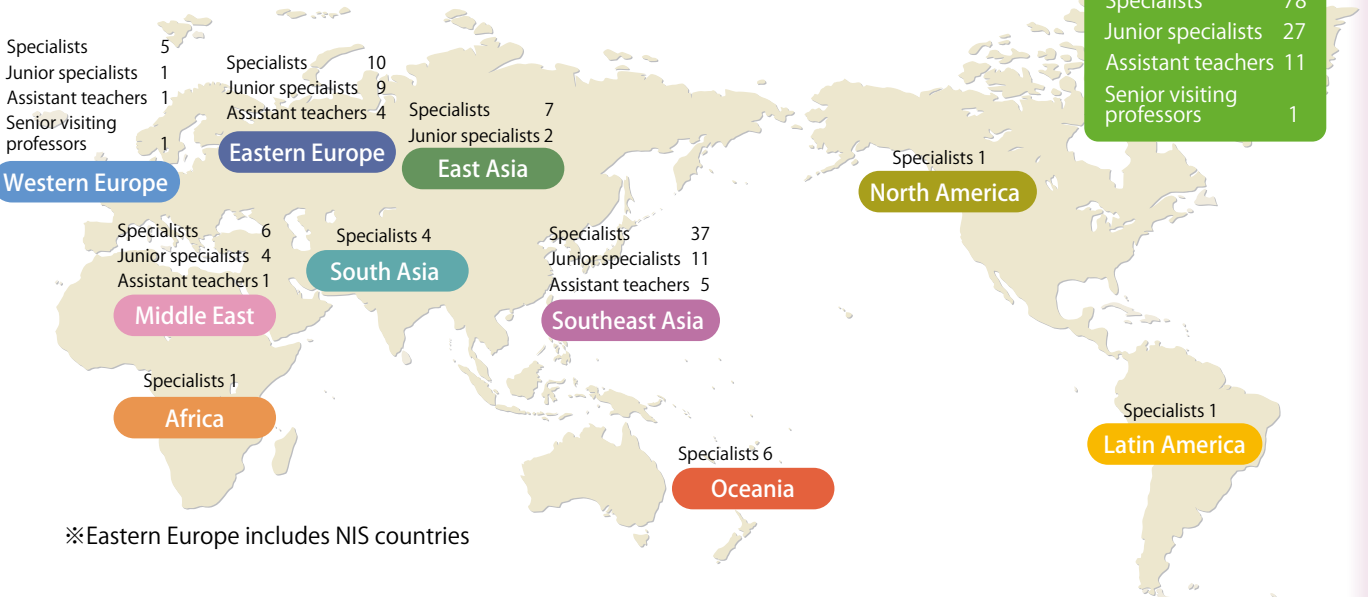 Specialists 78
Junior specialists 27
Assistant teachers 11
Senior visiting
professors 1
Specialists 5
Junior specialists 1
Assistant teachers 1
Senior visiting
professors 1
Western Europe
Specialists 10
Junior specialists 9
Assistant teachers 4
Eastern Europe
Specialists 7
Junior specialists 2
East Asia
Specialists 1
North America
Specialists 6
Junior specialists 4
Assistant teachers 1
Middle East
Specialists 4
South Asia
Specialists 37
Junior specialists 11
Assistant teachers 5
Southeast Asia
Specialists 1
Africa
Specialists 1
Latin America
Specialists 6
Oceania
※Eastern Europe includes NIS countries